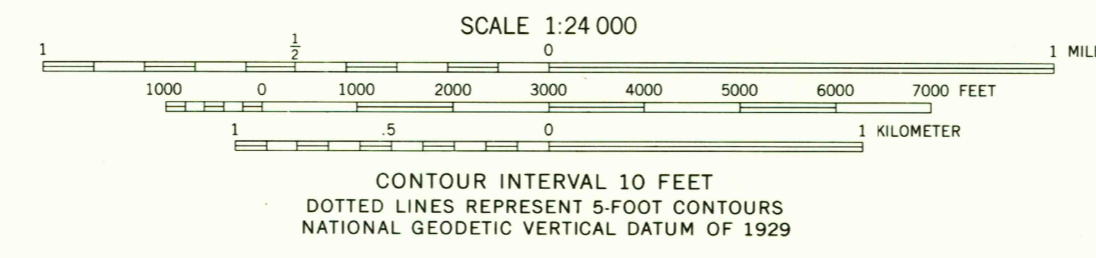 SCALE 1:24 000
1 1/2 0 1
1000 0 1000 2000 3000 4000 5000 6000 7000 FEET
1 .5 0 1 KILOMETER
CONTOUR INTERVAL 10 FEET
DOTTED LINES REPRESENT 5-FOOT CONTOURS
NATIONAL GEODETIC VERTICAL DATUM OF 1929